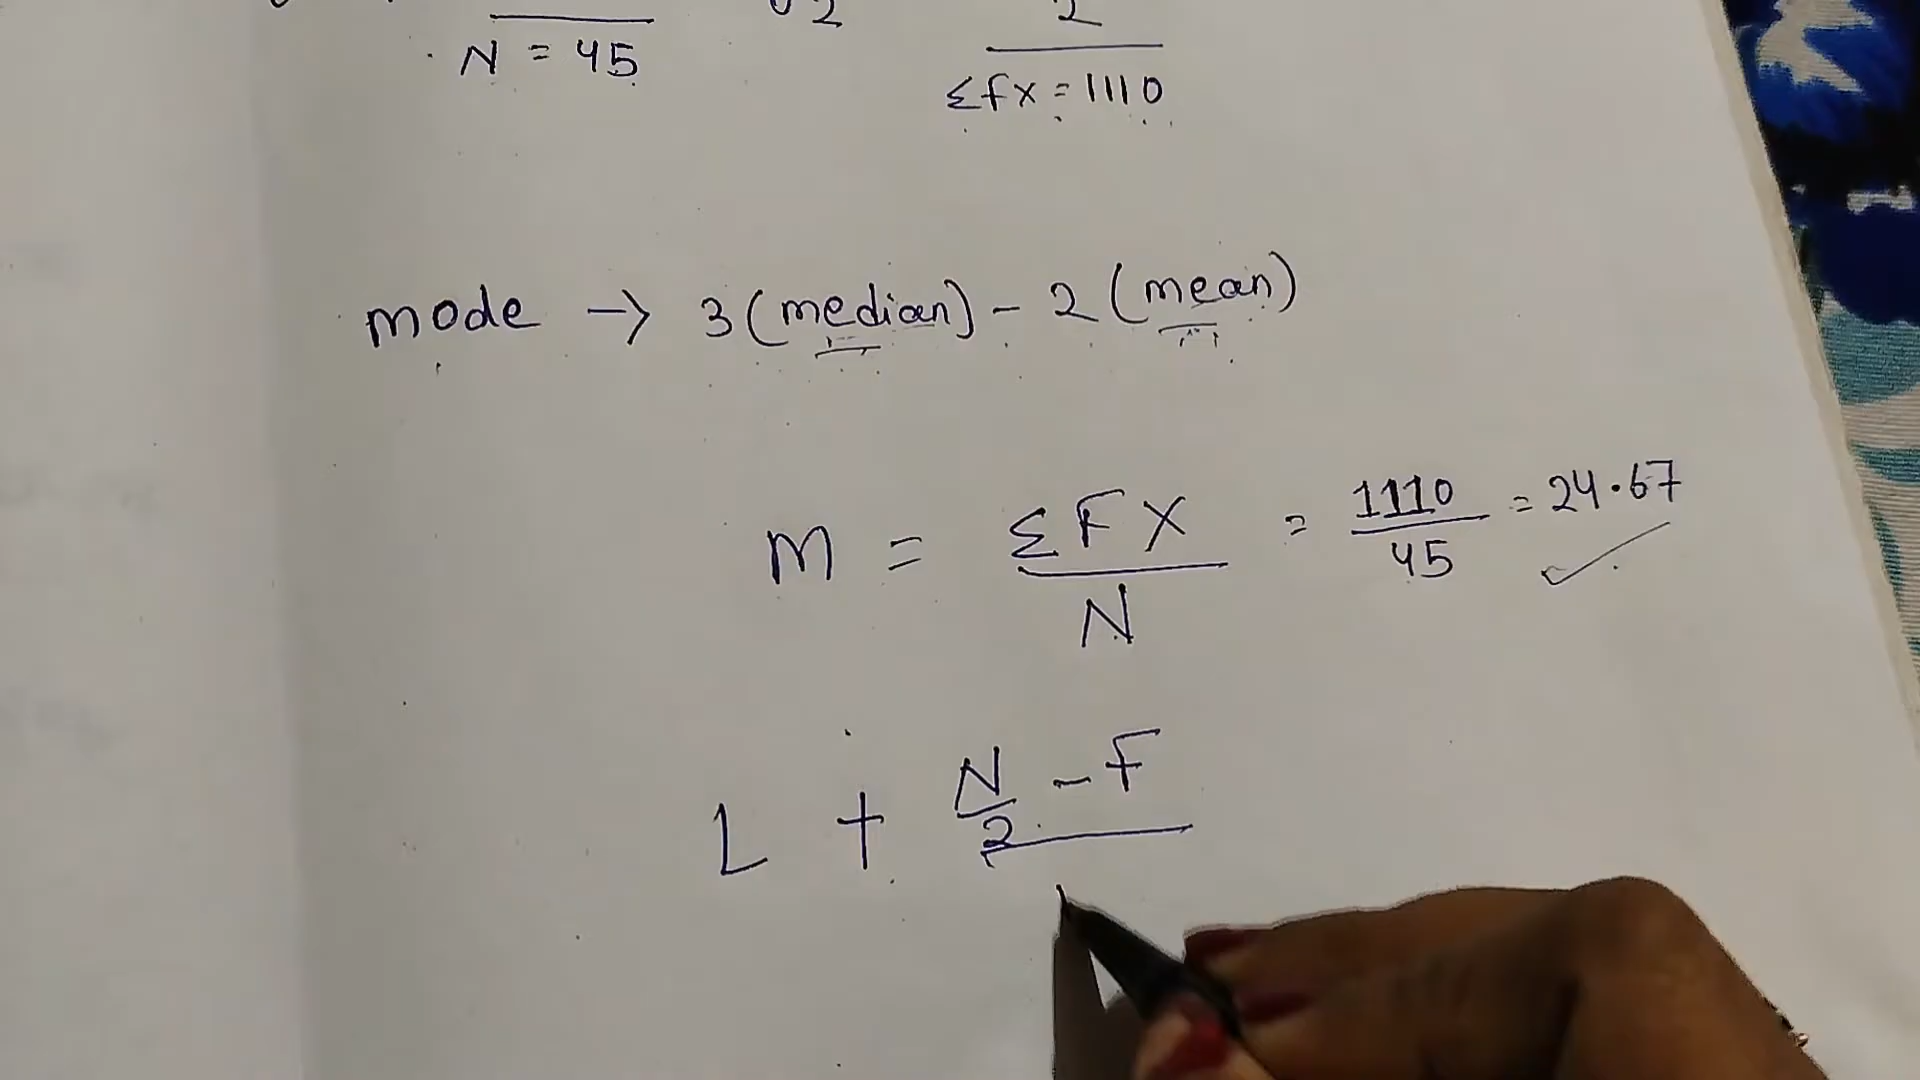 N = 45
Σfx = 1110
mode → 3 (median) - 2 (mean)
M = ΣFX / N = 1110 / 45 = 24.67
L + N/2 - F